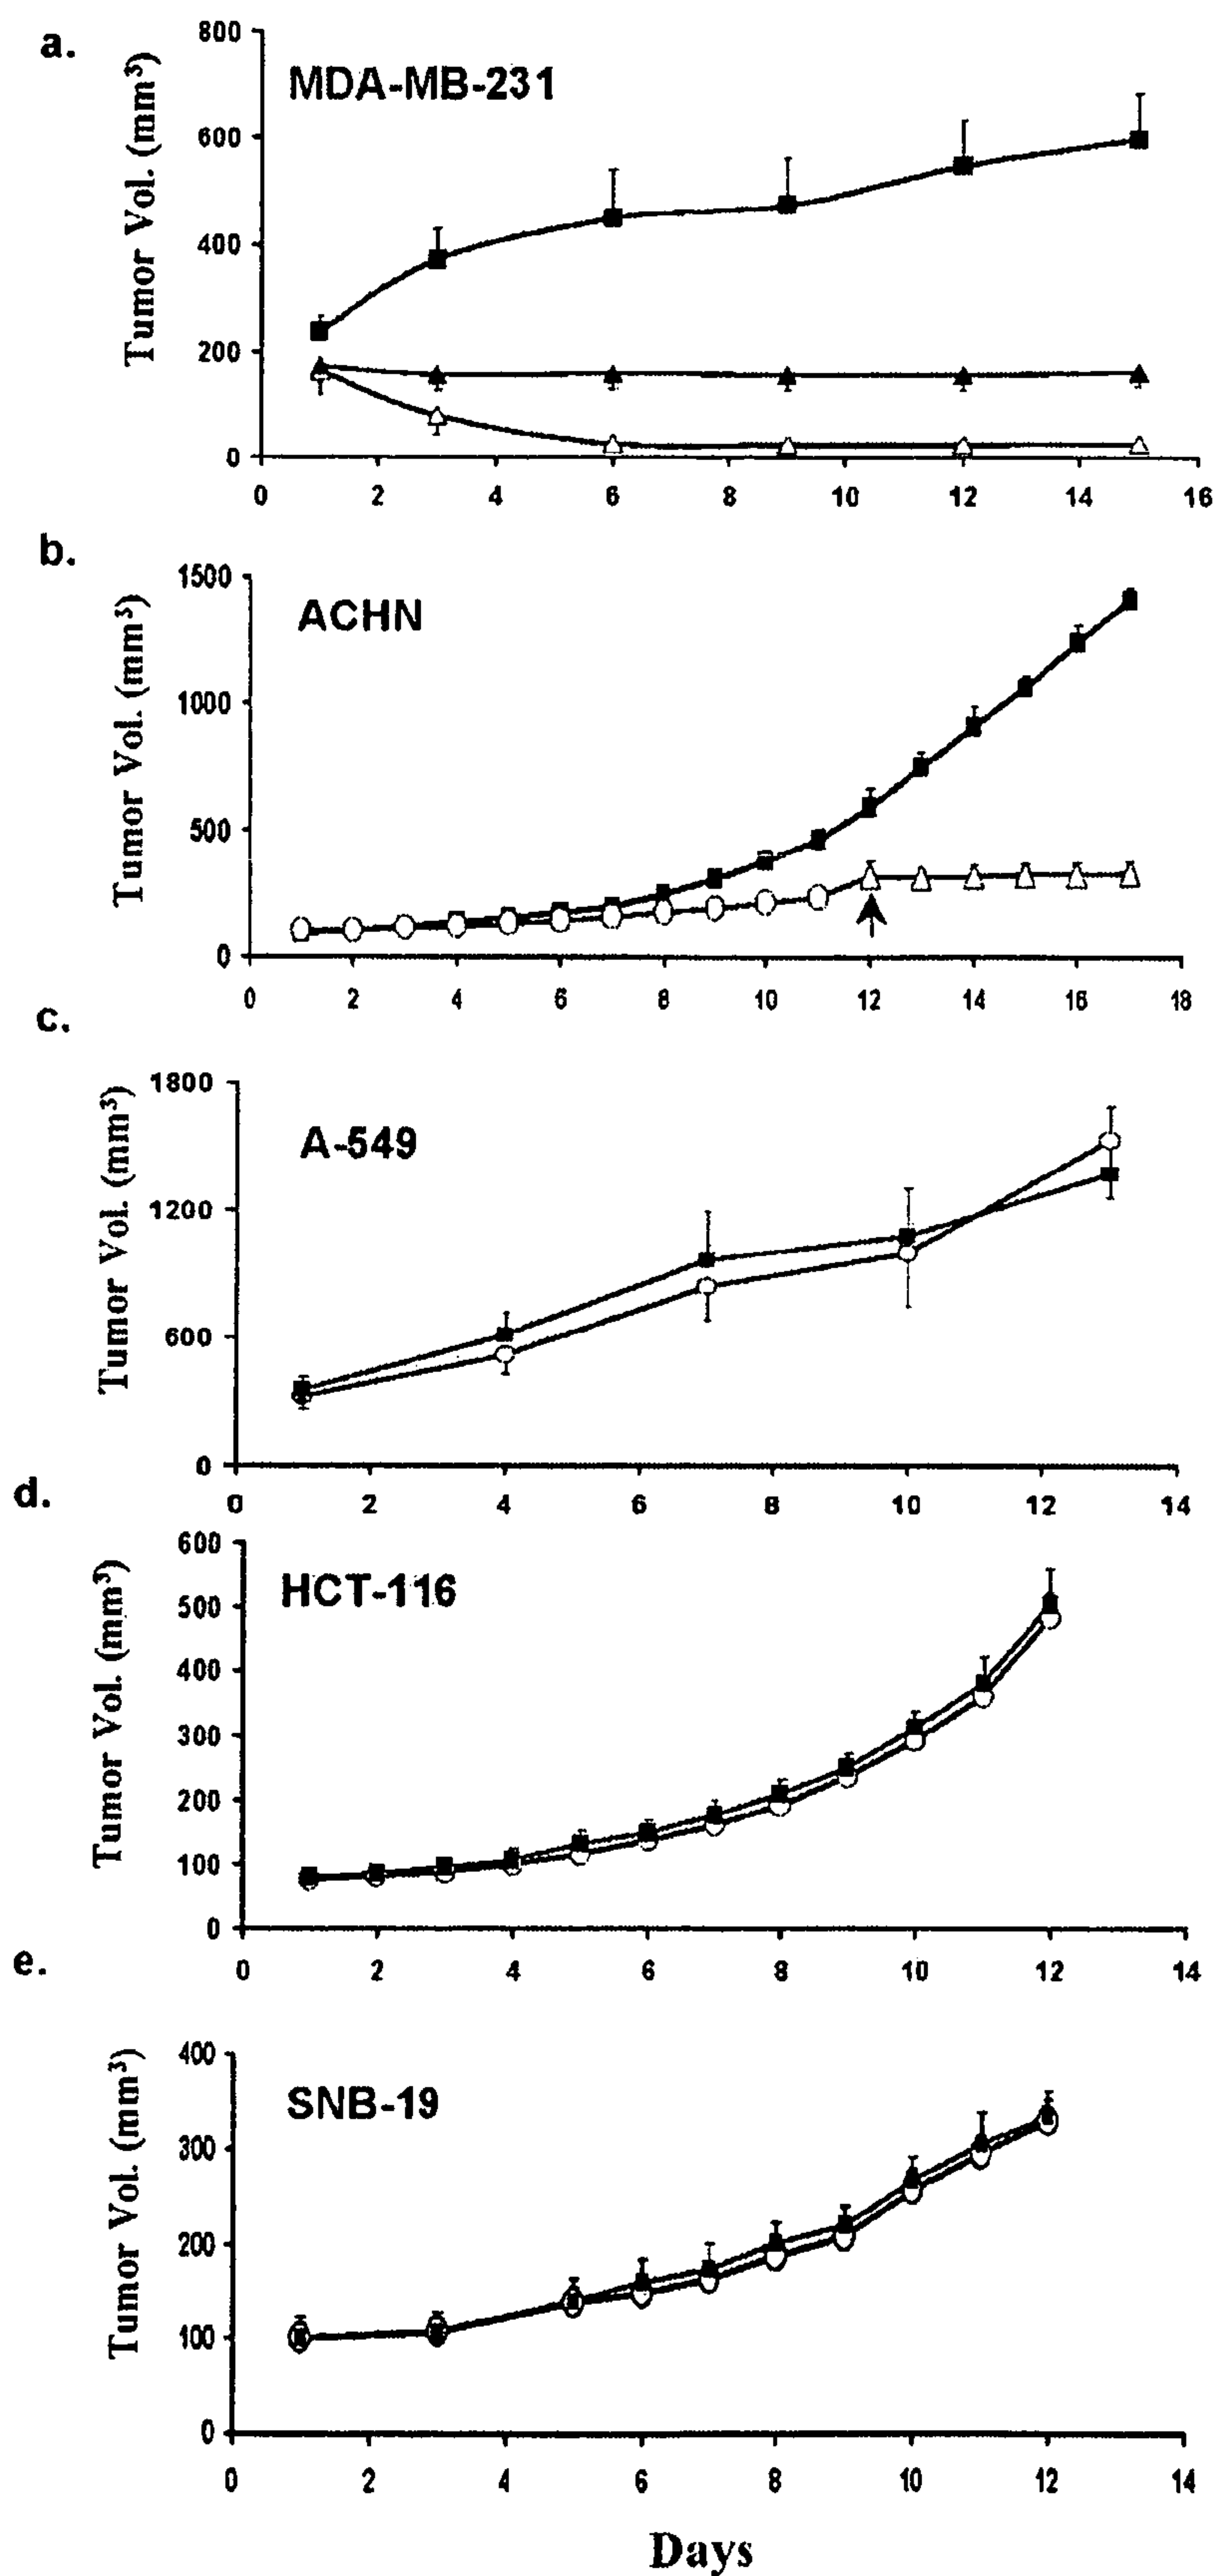 a.
MDA-MB-231
Tumor Vol. (mm³)
800
600
400
200
0
0 2 4 6 8 10 12 14 16
b.
ACHN
Tumor Vol. (mm³)
1500
1000
500
0
0 2 4 6 8 10 12 14 16 18
c.
A-549
Tumor Vol. (mm³)
1800
1200
600
0
0 2 4 6 8 10 12 14
d.
HCT-116
Tumor Vol. (mm³)
600
500
400
300
200
100
0
0 2 4 6 8 10 12 14
e.
SNB-19
Tumor Vol. (mm³)
400
300
200
100
0
0 2 4 6 8 10 12 14
Days